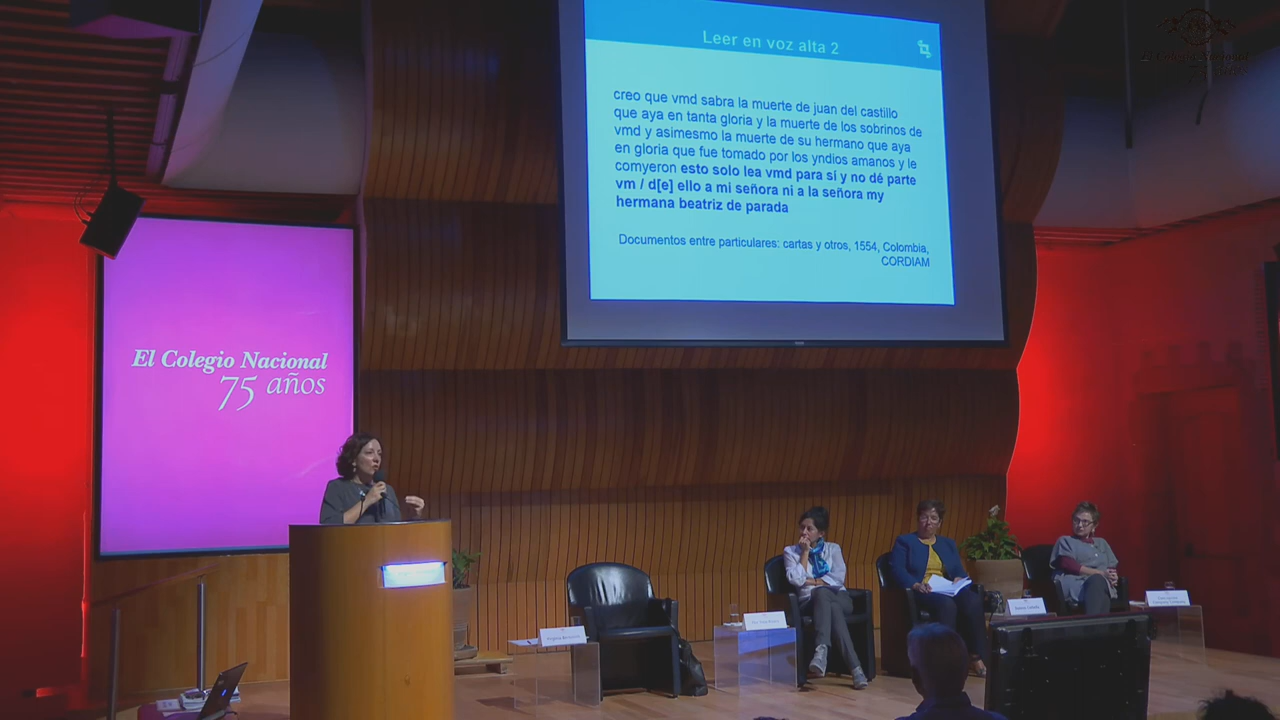 Leer en voz alta 2
creo que vmd sabra la muerte de juan del castillo
que aya en tanta gloria y la muerte de los sobrinos de
vmd y asimesmo la muerte de su hermano que aya
en gloria que fue tomado por los yndios amanos y le
comyeron esto solo lea vmd para sí y no dé parte
vm / d[e] ello a mi señora ni a la señora my
hermana beatriz de parada
Documentos entre particulares: cartas y otros, 1554, Colombia,
CORDIAM
El Colegio Nacional
El Colegio Nacional
75 años